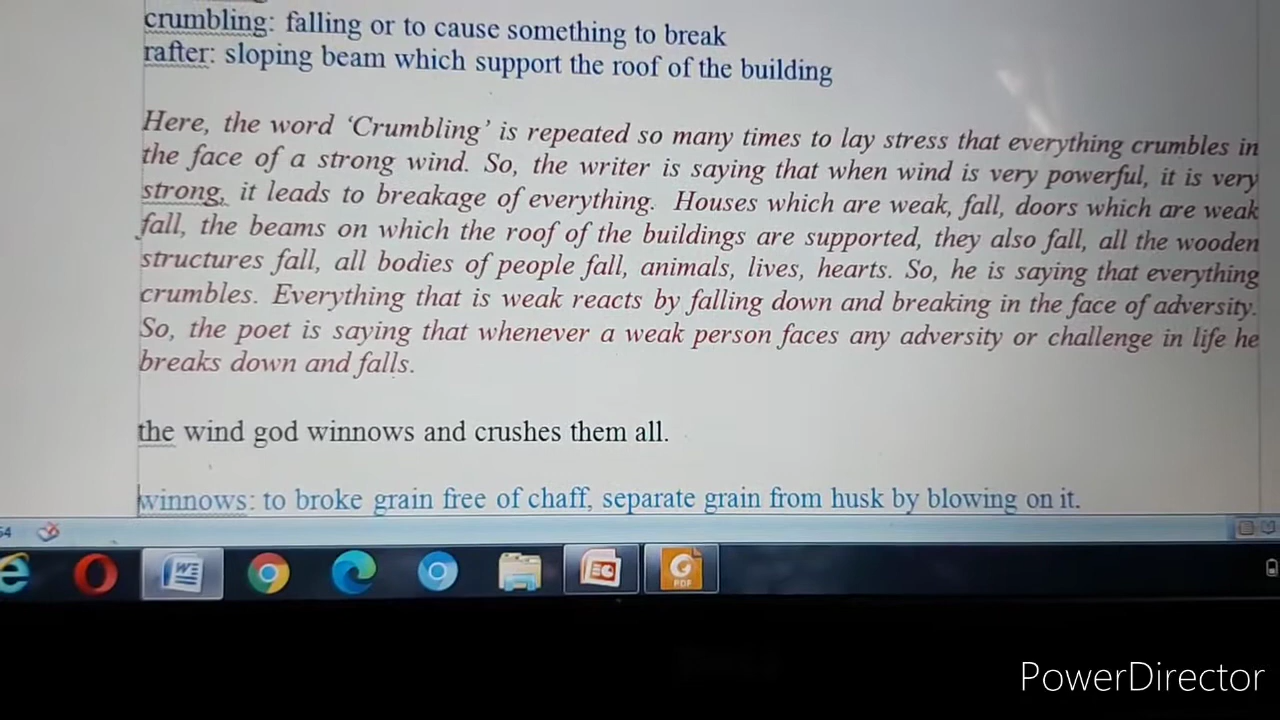 crumbling: falling or to cause something to break
rafter: sloping beam which support the roof of the building
Here, the word ‘Crumbling’ is repeated so many times to lay stress that everything crumbles in
the face of a strong wind. So, the writer is saying that when wind is very powerful, it is very
strong, it leads to breakage of everything. Houses which are weak, fall, doors which are weak
fall, the beams on which the roof of the buildings are supported, they also fall, all the wooden
structures fall, all bodies of people fall, animals, lives, hearts. So, he is saying that everything
crumbles. Everything that is weak reacts by falling down and breaking in the face of adversity.
So, the poet is saying that whenever a weak person faces any adversity or challenge in life he
breaks down and falls.
the wind god winnows and crushes them all.
winnows: to broke grain free of chaff, separate grain from husk by blowing on it.
54
PDF
PowerDirector